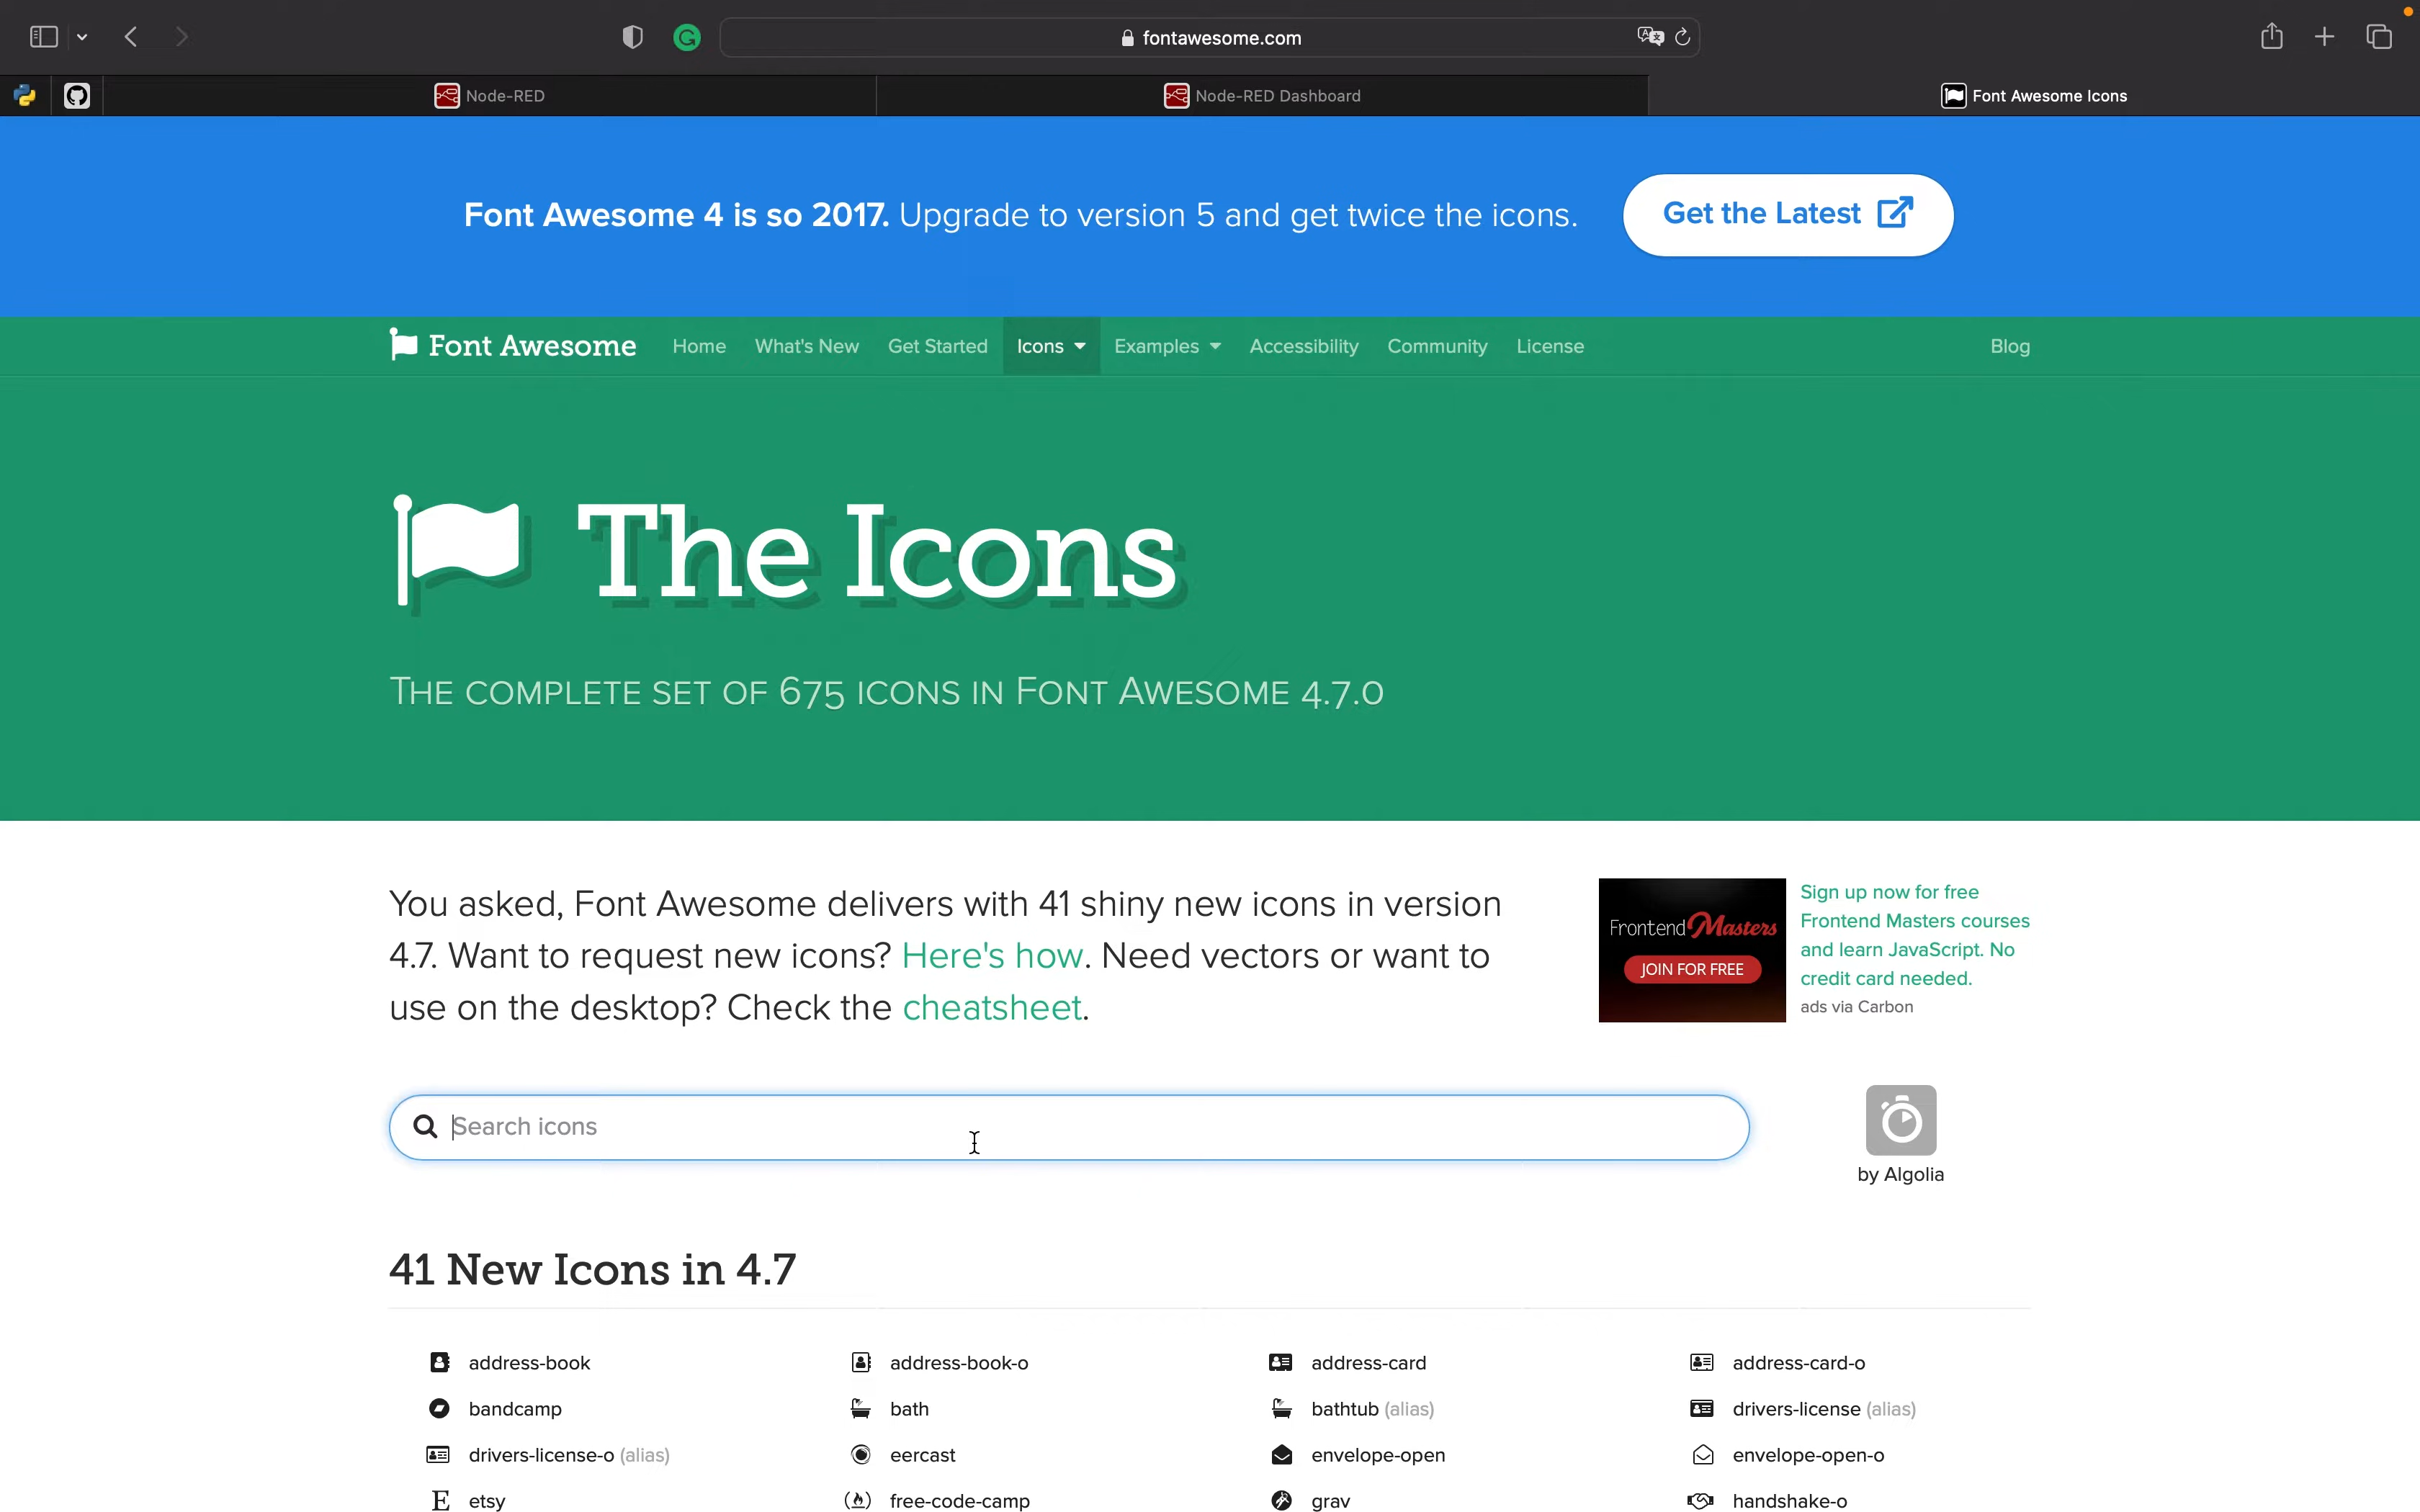 fontawesome.com
Node-RED
Node-RED Dashboard
Font Awesome Icons
Font Awesome 4 is so 2017. Upgrade to version 5 and get twice the icons.
Get the Latest
Font Awesome
Home
What's New
Get Started
Icons
Examples
Accessibility
Community
License
Blog
The Icons
THE COMPLETE SET OF 675 ICONS IN FONT AWESOME 4.7.0
You asked, Font Awesome delivers with 41 shiny new icons in version
4.7. Want to request new icons? Here's how. Need vectors or want to
use on the desktop? Check the cheatsheet.
Frontend Masters
JOIN FOR FREE
Sign up now for free
Frontend Masters courses
and learn JavaScript. No
credit card needed.
ads via Carbon
Search icons
by Algolia
41 New Icons in 4.7
address-book
address-book-o
address-card
address-card-o
bandcamp
bath
bathtub (alias)
drivers-license (alias)
drivers-license-o (alias)
eercast
envelope-open
envelope-open-o
etsy
free-code-camp
grav
handshake-o